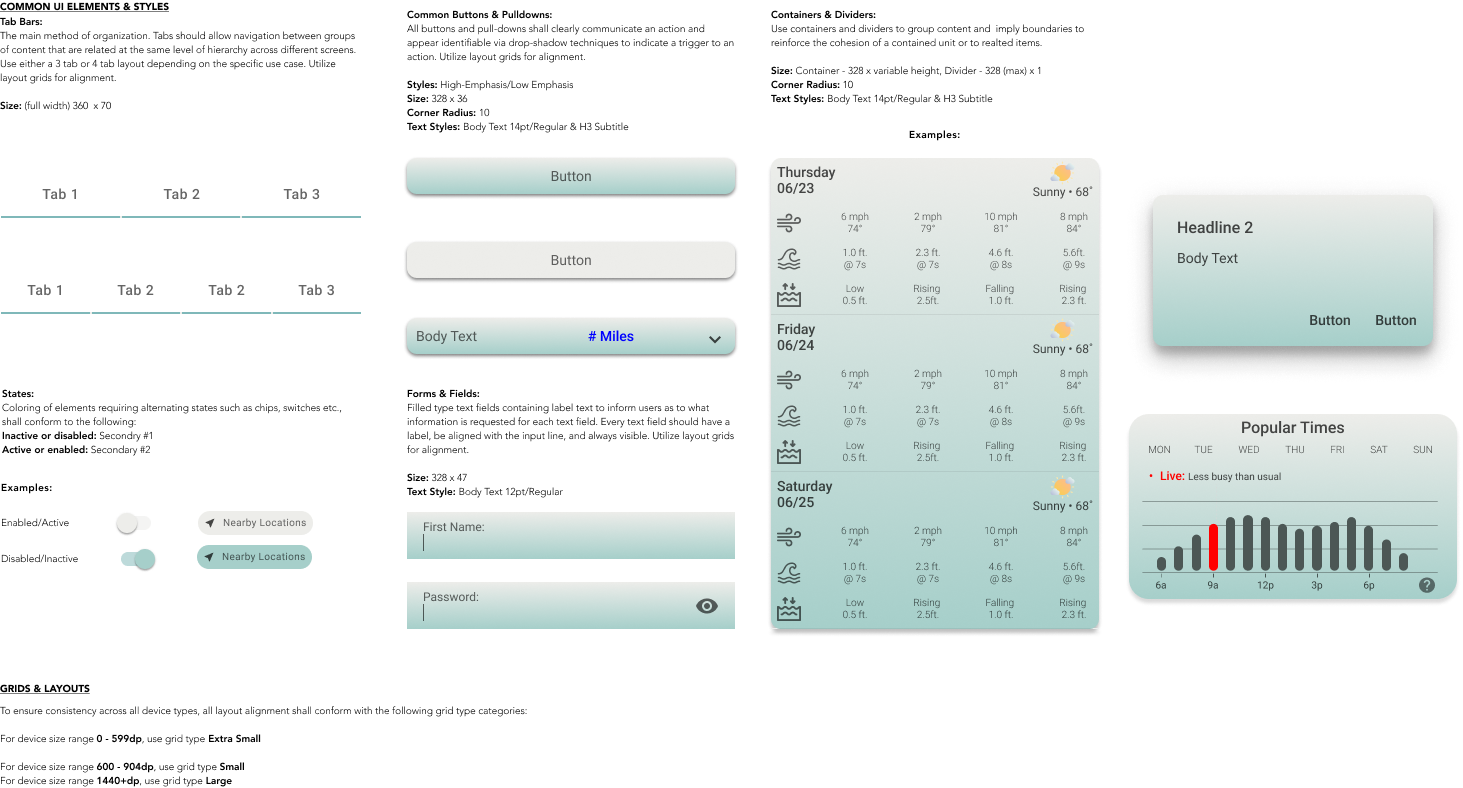 COMMON UI ELEMENTS & STYLES
Tab Bars:
The main method of organization. Tabs should allow navigation between groups
of content that are related at the same level of hierarchy across different screens.
Use either a 3 tab or 4 tab layout depending on the specific use case. Utilize
layout grids for alignment.
Size: (full width) 360 x 70
Tab 1 Tab 2 Tab 3
Tab 1 Tab 2 Tab 2 Tab 3
States:
Coloring of elements requiring alternating states such as chips, switches etc.,
shall conform to the following:
Inactive or disabled: Secondry #1
Active or enabled: Secondary #2
Examples:
Enabled/Active Nearby Locations
Disabled/Inactive Nearby Locations
Common Buttons & Pulldowns:
All buttons and pull-downs shall clearly communicate an action and
appear identifiable via drop-shadow techniques to indicate a trigger to an
action. Utilize layout grids for alignment.
Styles: High-Emphasis/Low Emphasis
Size: 328 x 36
Corner Radius: 10
Text Styles: Body Text 14pt/Regular & H3 Subtitle
Button
Button
Body Text # Miles
Forms & Fields:
Filled type text fields containing label text to inform users as to what
information is requested for each text field. Every text field should have a
label, be aligned with the input line, and always visible. Utilize layout grids
for alignment.
Size: 328 x 47
Text Style: Body Text 12pt/Regular
First Name:
Password:
Containers & Dividers:
Use containers and dividers to group content and imply boundaries to
reinforce the cohesion of a contained unit or to realted items.
Size: Container - 328 x variable height, Divider - 328 (max) x 1
Corner Radius: 10
Text Styles: Body Text 14pt/Regular & H3 Subtitle
Examples:
Thursday
06/23 Sunny • 68˚
6 mph 2 mph 10 mph 8 mph
74° 79° 81° 84°
1.0 ft. 2.3 ft. 4.6 ft. 5.6ft.
@ 7s @ 7s @ 8s @ 9s
Low Rising Falling Rising
0.5 ft. 2.5ft. 1.0 ft. 2.3 ft.
Friday
06/24 Sunny • 68˚
6 mph 2 mph 10 mph 8 mph
74° 79° 81° 84°
1.0 ft. 2.3 ft. 4.6 ft. 5.6ft.
@ 7s @ 7s @ 8s @ 9s
Low Rising Falling Rising
0.5 ft. 2.5ft. 1.0 ft. 2.3 ft.
Saturday
06/25 Sunny • 68˚
6 mph 2 mph 10 mph 8 mph
74° 79° 81° 84°
1.0 ft. 2.3 ft. 4.6 ft. 5.6ft.
@ 7s @ 7s @ 8s @ 9s
Low Rising Falling Rising
0.5 ft. 2.5ft. 1.0 ft. 2.3 ft.
Headline 2
Body Text
Button Button
Popular Times
MON TUE WED THU FRI SAT SUN
• Live: Less busy than usual
6a 9a 12p 3p 6p ?
GRIDS & LAYOUTS
To ensure consistency across all device types, all layout alignment shall conform with the following grid type categories:
For device size range 0 - 599dp, use grid type Extra Small
For device size range 600 - 904dp, use grid type Small
For device size range 1440+dp, use grid type Large